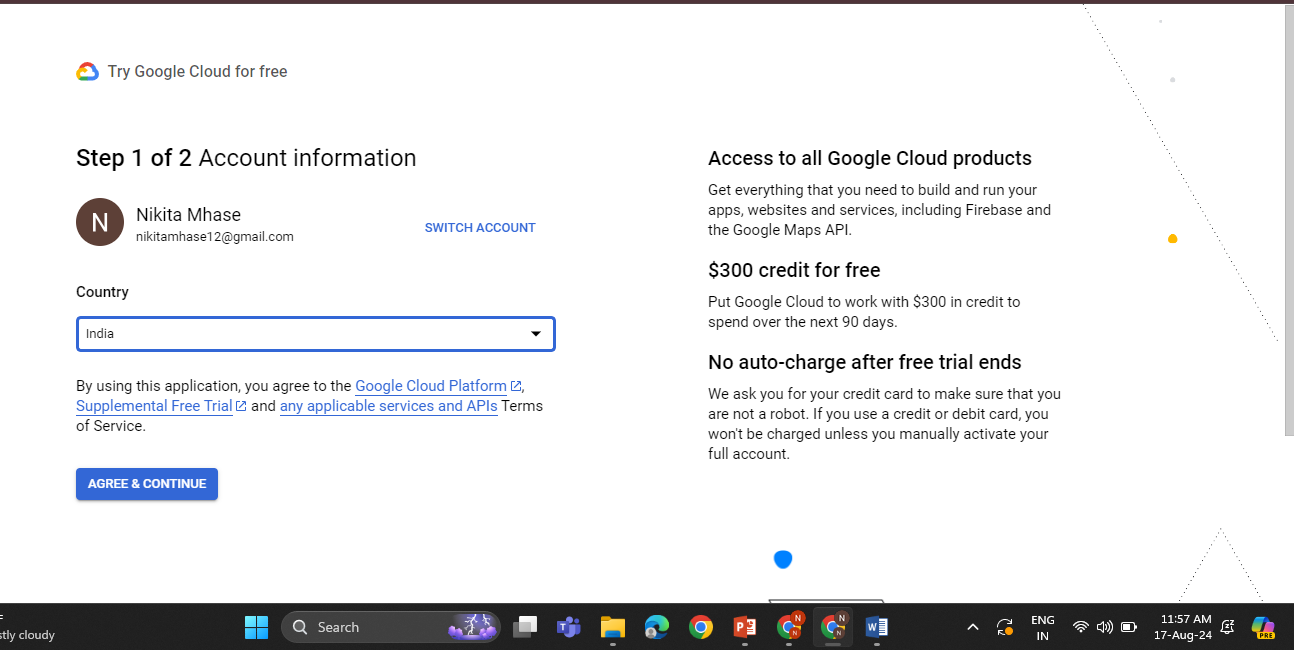 Try Google Cloud for free
Step 1 of 2 Account information
N
Nikita Mhase
nikitamhase12@gmail.com
SWITCH ACCOUNT
Country
India
By using this application, you agree to the Google Cloud Platform,
Supplemental Free Trial and any applicable services and APIs Terms
of Service.
AGREE & CONTINUE
Access to all Google Cloud products
Get everything that you need to build and run your
apps, websites and services, including Firebase and
the Google Maps API.
$300 credit for free
Put Google Cloud to work with $300 in credit to
spend over the next 90 days.
No auto-charge after free trial ends
We ask you for your credit card to make sure that you
are not a robot. If you use a credit or debit card, you
won't be charged unless you manually activate your
full account.
stly cloudy
Search
N
N
N
N
ENG
IN
11:57 AM
17-Aug-24
PRE